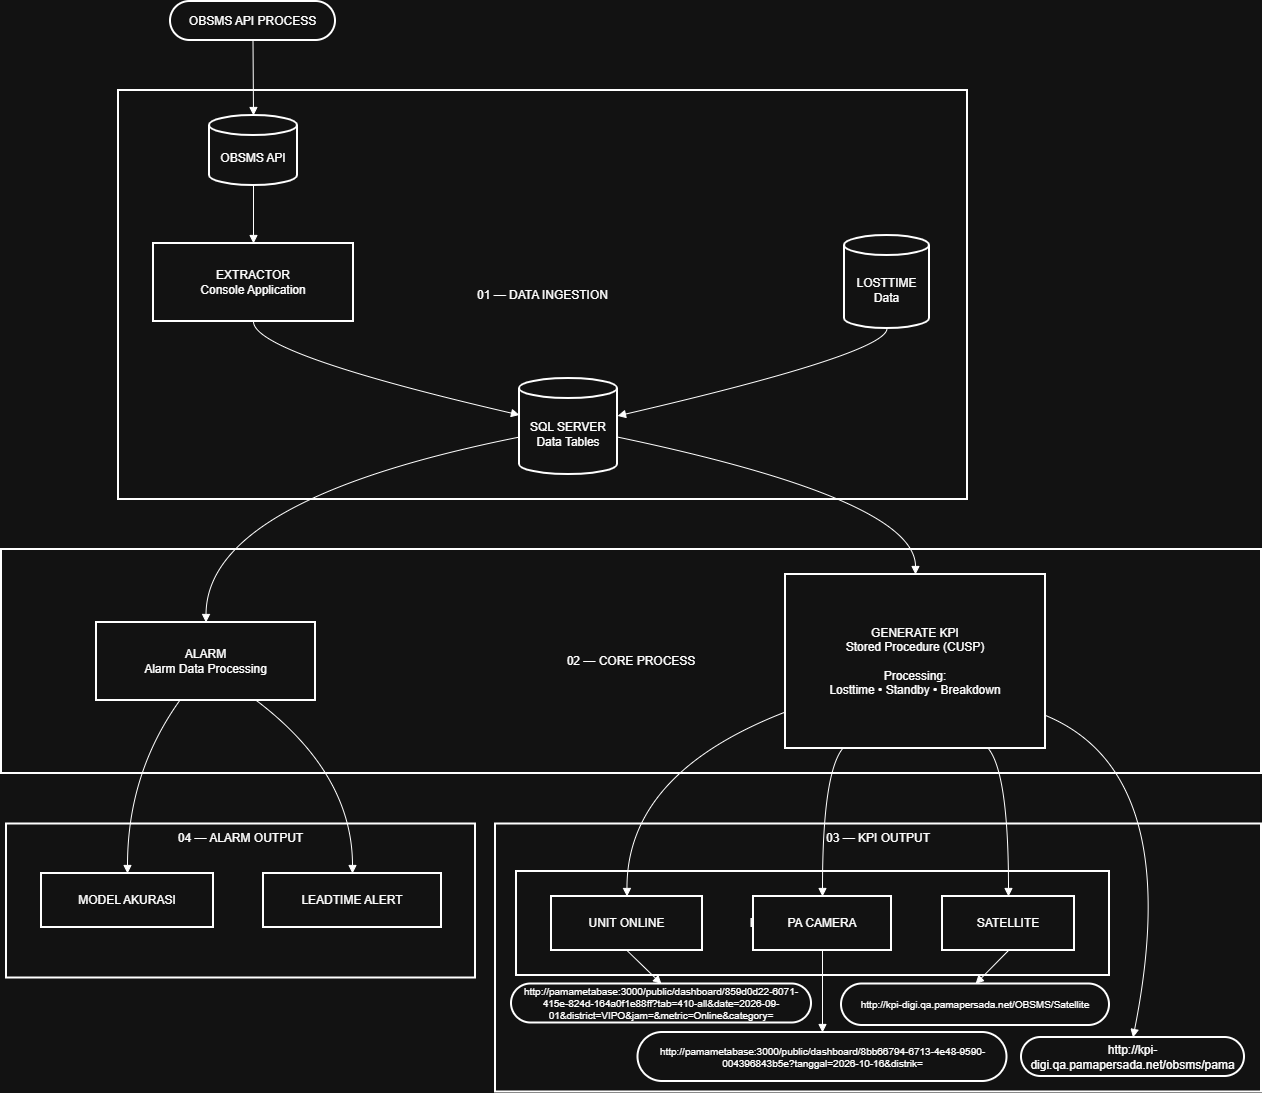 OBSMS API PROCESS
OBSMS API
EXTRACTOR
Console Application
01 — DATA INGESTION
LOSTTIME
Data
SQL SERVER
Data Tables
GENERATE KPI
Stored Procedure (CUSP)
Processing:
Losttime • Standby • Breakdown
ALARM
Alarm Data Processing
02 — CORE PROCESS
04 — ALARM OUTPUT
03 — KPI OUTPUT
MODEL AKURASI
LEADTIME ALERT
UNIT ONLINE
PA CAMERA
SATELLITE
http://pamametabase:3000/public/dashboard/859d0d22-6071-
415e-824d-164a0f1e88ff?tab=410-all&date=2026-09-
01&district=VIPO&jam=&metric=Online&category=
http://kpi-digi.qa.pamapersada.net/OBSMS/Satellite
http://pamametabase:3000/public/dashboard/8bb66794-6713-4e48-9590-
004396843b5e?tanggal=2026-10-16&distrik=
http://kpi-
digi.qa.pamapersada.net/obsms/pama